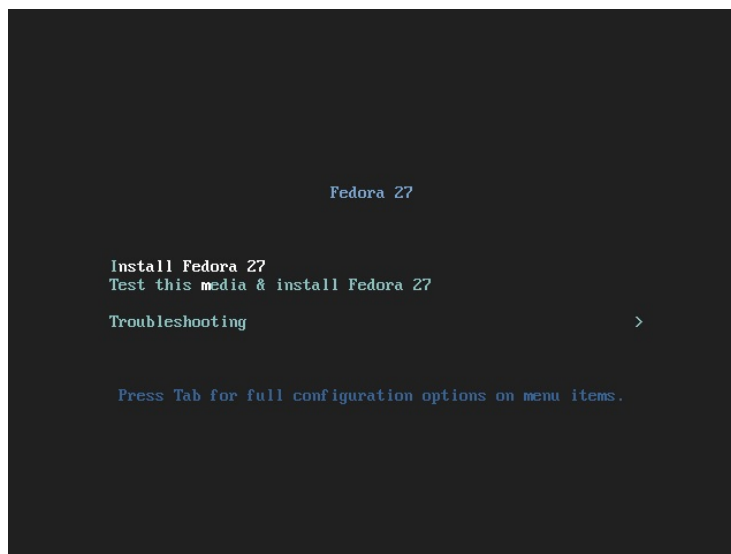 Fedora 27
Install Fedora 27
Test this media & install Fedora 27
Troubleshooting >
Press Tab for full configuration options on menu items.